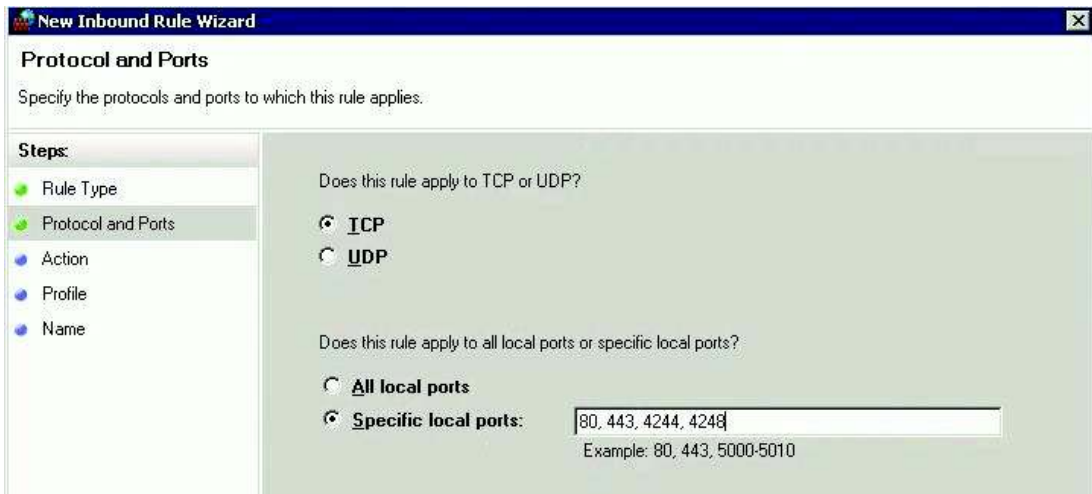 New Inbound Rule Wizard
Protocol and Ports
Specify the protocols and ports to which this rule applies.
Steps:
Rule Type
Protocol and Ports
Action
Profile
Name
Does this rule apply to TCP or UDP?
TCP
UDP
Does this rule apply to all local ports or specific local ports?
All local ports
Specific local ports: 80, 443, 4244, 4248
Example: 80, 443, 5000-5010